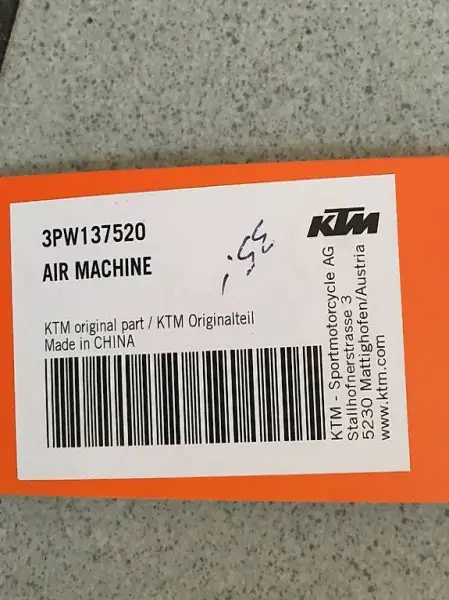 3PW137520
AIR MACHINE
KTM original part / KTM Originalteil
Made in CHINA
KTM
KTM - Sportmotorcycle AG
Stallhofnerstrasse 3
5230 Mattighofen/Austria
www.ktm.com